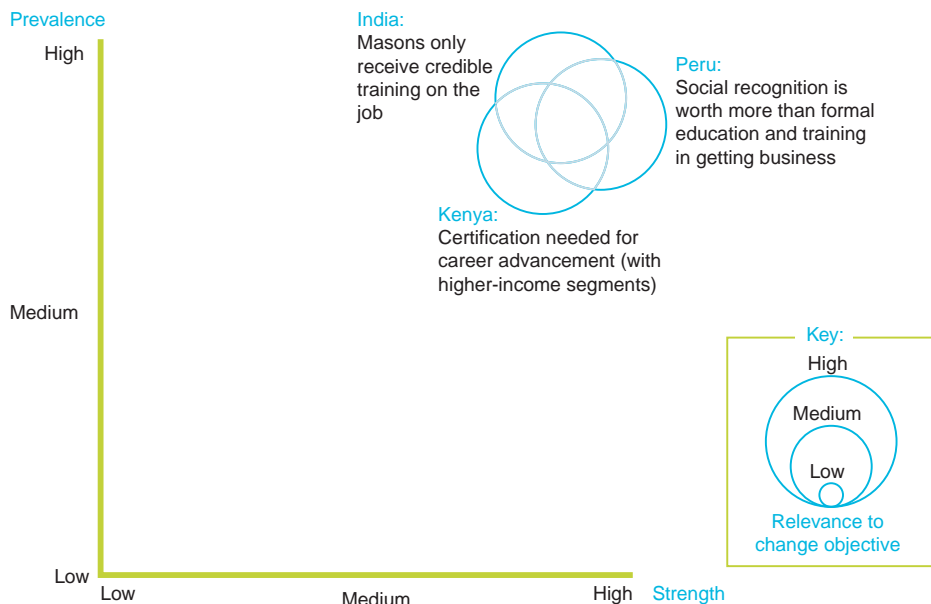 Prevalence
High
Medium
Low
Low
Medium
High
Strength
India:
Masons only
receive credible
training on the
job
Peru:
Social recognition is
worth more than formal
education and training
in getting business
Kenya:
Certification needed for
career advancement (with
higher-income segments)
Key:
High
Medium
Low
Relevance to
change objective